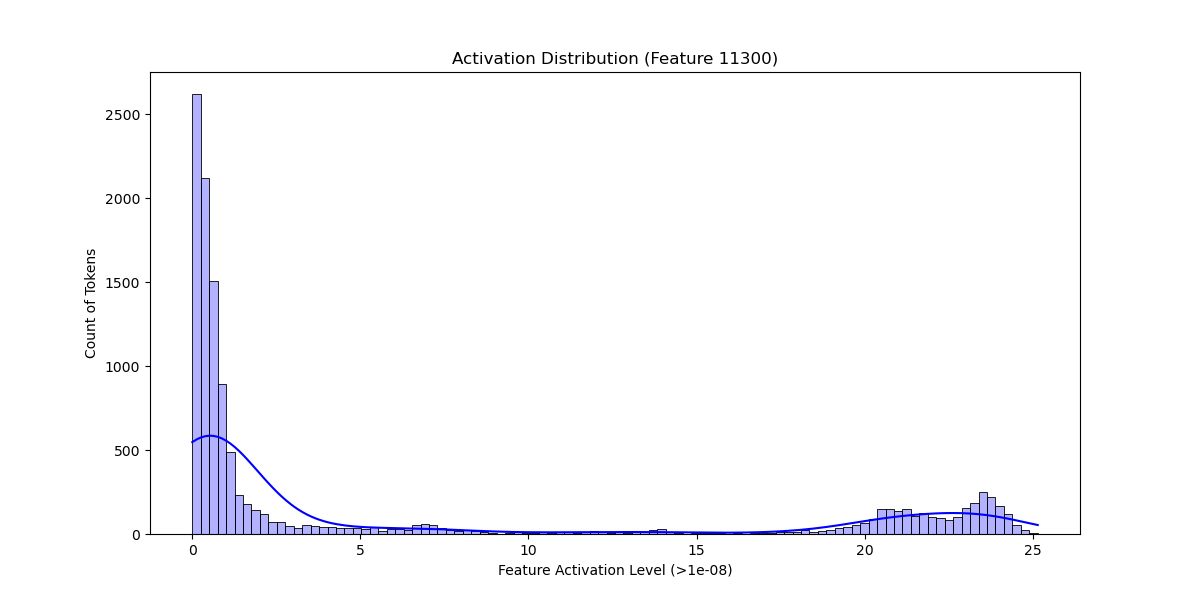 Activation Distribution (Feature 11300)
2500
2000
1500
1000
500
0
Count of Tokens
0 5 10 15 20 25
Feature Activation Level (>1e-08)